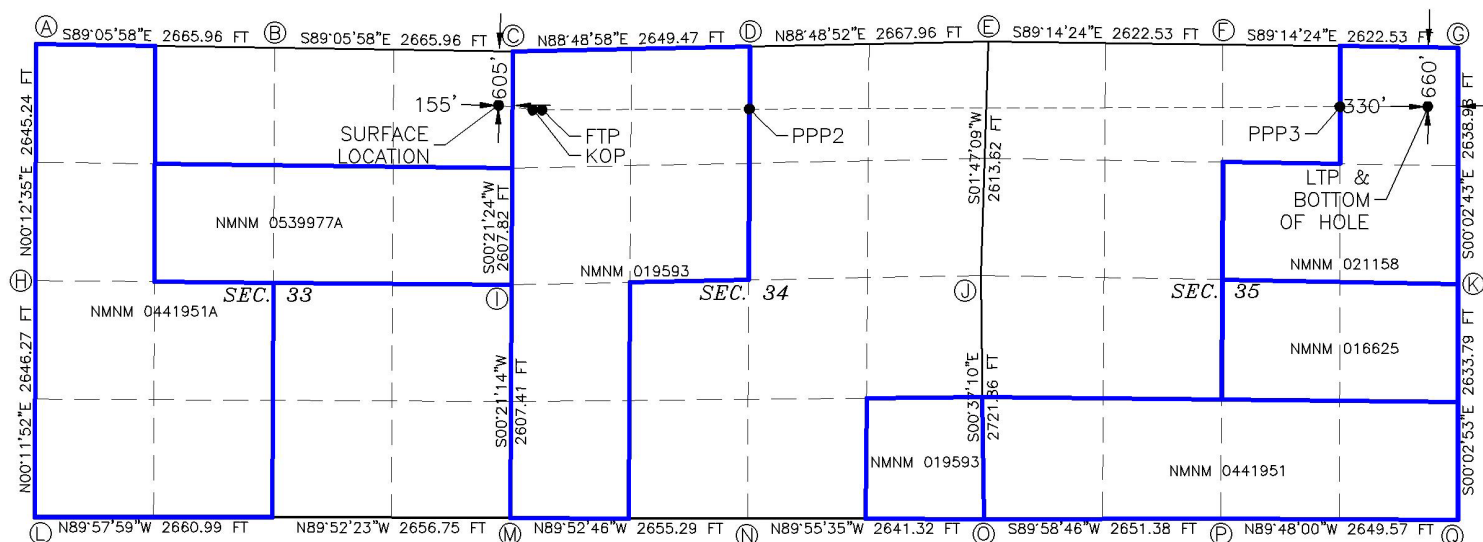 A
S89°05'58"E 2665.96 FT
B
S89°05'58"E 2665.96 FT
C
N88°48'58"E 2649.47 FT
D
N88°48'52"E 2667.96 FT
E
S89°14'24"E 2622.53 FT
F
S89°14'24"E 2622.53 FT
G
N00°12'35"E 2645.24 FT
155'
605'
SURFACE
LOCATION
FTP
KOP
PPP2
S01°47'09"W
2613.62 FT
PPP3
330'
660'
LTP &
BOTTOM
OF HOLE
S00°02'43"E 2638.93 FT
NMNM 0539977A
S00°21'24"W
2607.82 FT
NMNM 019593
NMNM 021158
H
SEC. 33
I
SEC. 34
J
SEC. 35
K
NMNM 0441951A
NMNM 016625
N00°11'52"E 2646.27 FT
S00°21'14"W
2607.41 FT
S00°37'10"E
2721.86 FT
S00°02'53"E 2633.79 FT
NMNM 019593
NMNM 0441951
L
N89°57'59"W 2660.99 FT
N89°52'23"W 2656.75 FT
M
N89°52'46"W 2655.29 FT
N
N89°55'35"W 2641.32 FT
O
S89°58'46"W 2651.38 FT
P
N89°48'00"W 2649.57 FT
Q